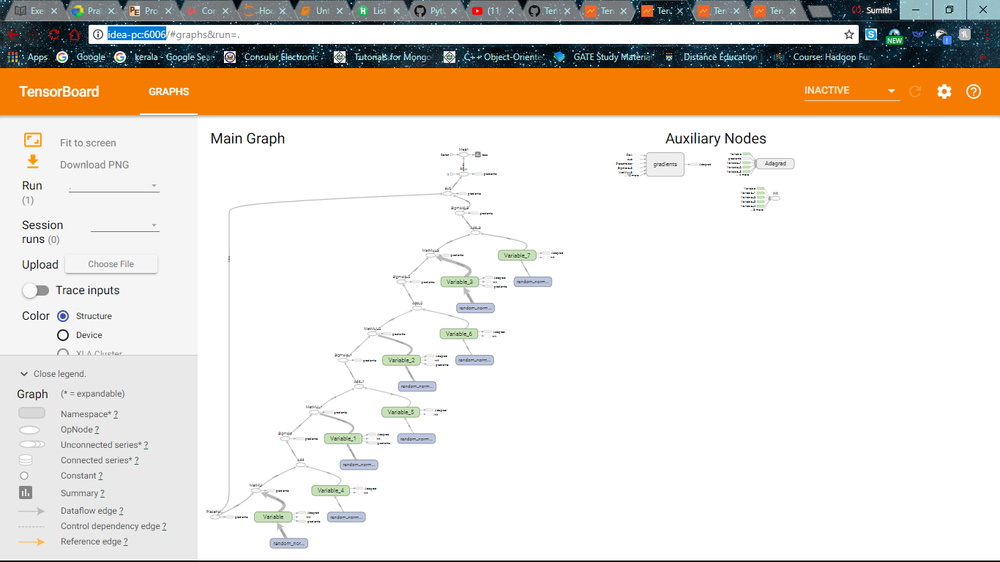 Exe
Pra
Pro
Cor
Ho
Unt
List
Pyt
(11)
Ten
Ten
Ten
Ten
Ten
Sumith
idea-pc:6006/#graphs&run=.
NEW
Apps
Google
kerala - Google Sea
Consular Electronic
Tutorials for Mongo
C++ Object-Oriente
GATE Study Materia
Distance Education
Course: Hadoop Fun
TensorBoard
GRAPHS
INACTIVE
Fit to screen
Download PNG
Run
(1)
.
Session
runs (0)
Upload
Choose File
Trace inputs
Color
Structure
Device
XLA Cluster
Close legend.
Graph
(* = expandable)
Namespace* ?
OpNode ?
Unconnected series* ?
Connected series* ?
Constant ?
Summary ?
Dataflow edge ?
Control dependency edge ?
Reference edge ?
Main Graph
Mean
Const
loss
Pow
y
gradients
sub
gradients
Sigmoid_3
gradients
Add_3
MatMul_3
gradients
Variable_7
Adagrad
init
Sigmoid_2
gradients
Variable_3
Adagrad
init
gradients
random_norm...
random_norm...
Add_2
MatMul_2
gradients
Variable_6
Adagrad
init
Sigmoid_1
gradients
Variable_2
Adagrad
init
gradients
random_norm...
random_norm...
Add_1
MatMul_1
gradients
Variable_5
Adagrad
init
Sigmoid
gradients
Variable_1
Adagrad
init
gradients
random_norm...
random_norm...
Add
MatMul
gradients
Variable_4
Adagrad
init
Placehol...
gradients
Variable
Adagrad
init
gradients
random_norm...
random_nor...
Auxiliary Nodes
Pow
sub
Placeholder
Sigmoid_3
MatMul_3
... 10 more
gradients
Adagrad
Variable
gradients
Variable_1
Variable_2
Variable_3
... 4 more
Adagrad
Variable
Variable_1
Variable_2
Variable_3
Variable_4
... 3 more
init